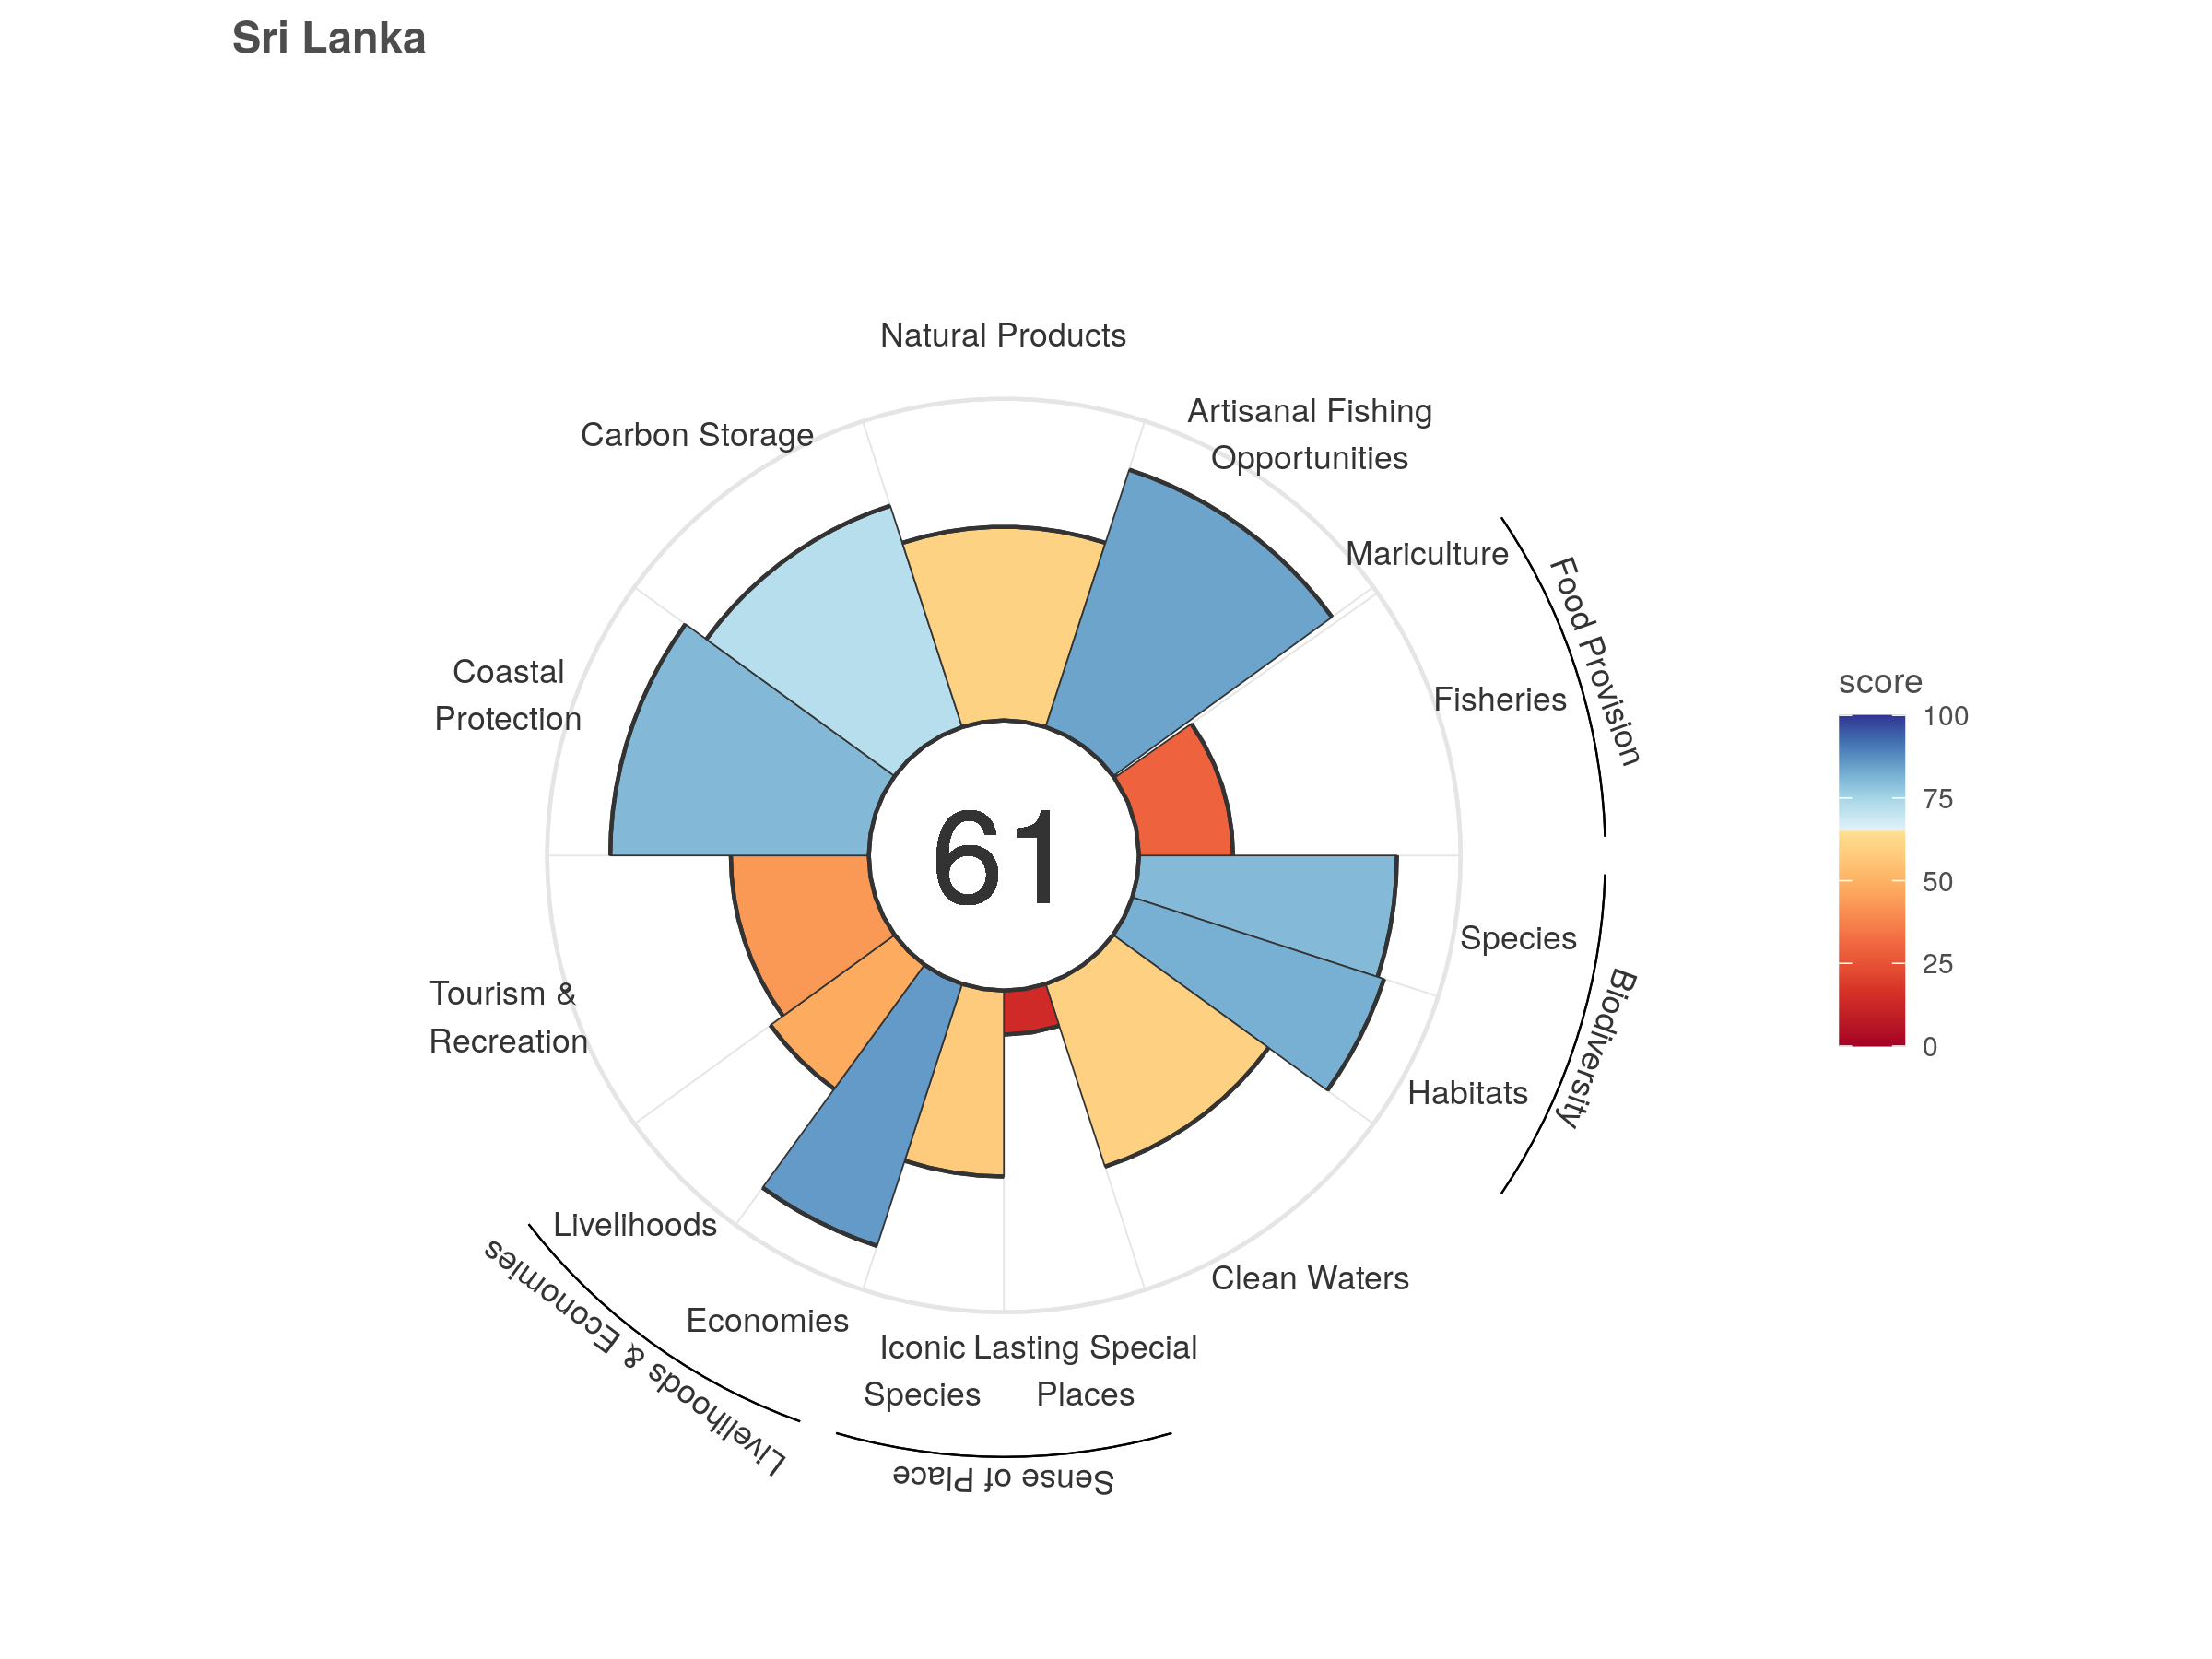 Sri Lanka
Natural Products
Artisanal Fishing
Opportunities
Carbon Storage
Mariculture
Food Provision
Coastal
Protection
Fisheries
score
100
75
50
25
0
61
Species
Biodiversity
Tourism &
Recreation
Habitats
Livelihoods
Clean Waters
Livelihoods & Economies
Economies
Iconic
Species
Lasting Special
Places
Sense of Place